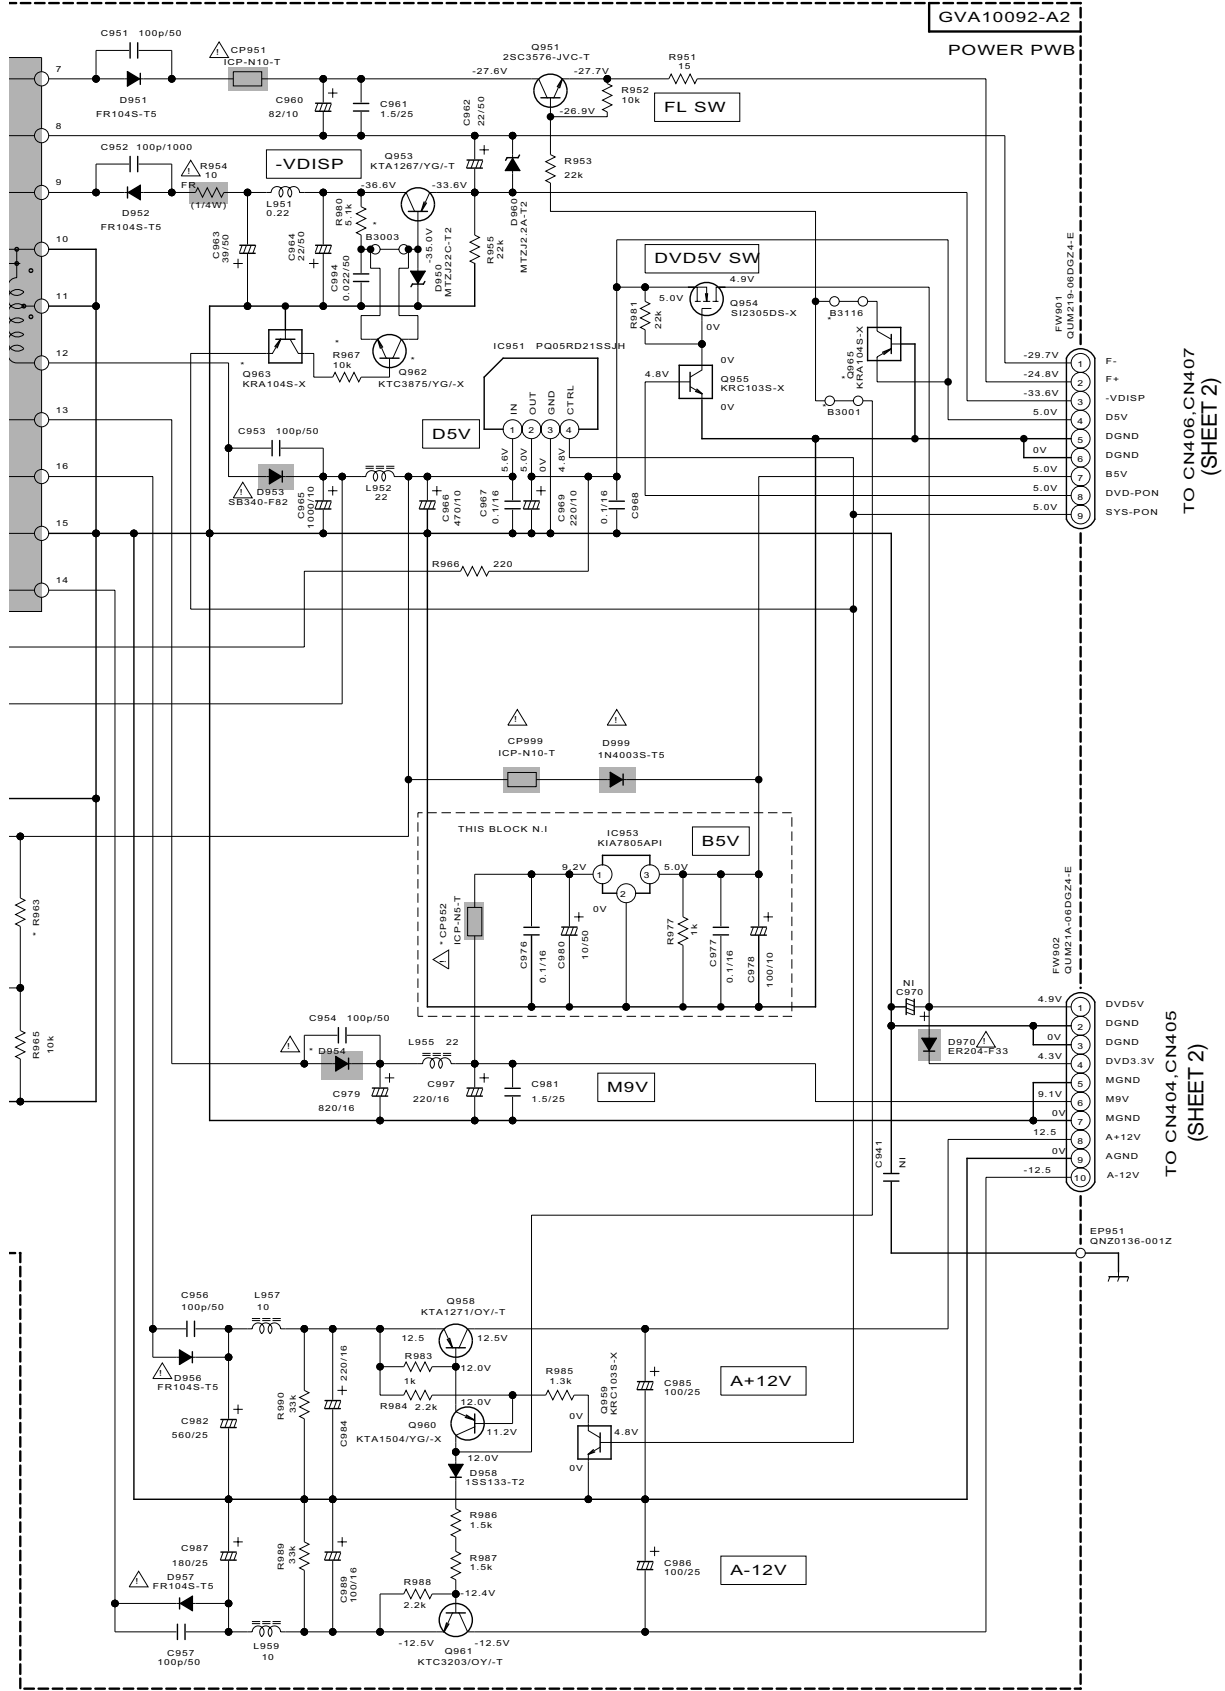 GVA10092-A2
POWER PWB
C951 100p/50
CP951
ICP-N10-T
Q951
2SC3576-JVC-T
R951
15
7
-27.6V
-27.7V
D951
FR104S-T5
C960
82/10
C961
1.5/25
C962
22/50
R952
10k
-26.9V
FL SW
8
C952 100p/1000
R954
10
FR
(1/4W)
-VDISP
Q953
KTA1267/YG/-T
R953
22k
9
-36.6V
-33.6V
D952
FR104S-T5
L951
0.22
R980
5.1k
*
B3003
C963
39/50
C964
22/50
C994
0.022/50
-35.0V
D950
MTZJ22C-T2
R955
22k
D960
MTZJ2.2A-T2
10
DVD5V SW
4.9V
5.0V
Q954
SI2305DS-X
R981
22k
0V
B3116
*
Q965
KRA104S-X
*
11
*
Q963
KRA104S-X
*
R967
10k
*
Q962
KTC3875/YG/-X
IC951 PQ05RD21SSJH
12
4.8V
0V
Q955
KRC103S-X
0V
*
B3001
FW901
QUM219-06DGZ4-E
IN
OUT
GND
CTRL
1
2
3
4
5.6V
5.0V
0V
4.8V
D5V
13
C953 100p/50
D953
SB340-F82
C965
1000/10
L952
22
C966
470/10
C967
0.1/16
C969
220/10
0.1/16
C968
16
15
14
R966 220
-29.7V 1 F-
-24.8V 2 F+
-33.6V 3 -VDISP
5.0V 4 D5V
5 DGND
0V 6 DGND
5.0V 7 B5V
5.0V 8 DVD-PON
5.0V 9 SYS-PON
TO CN406,CN407
(SHEET 2)
CP999
ICP-N10-T
D999
1N4003S-T5
THIS BLOCK N.I
IC953
KIA7805API
B5V
9.2V
1
3
5.0V
2
0V
* CP952
ICP-N5-T
C976
0.1/16
C980
10/50
R977
1k
C977
0.1/16
C978
100/10
* R963
R965
10k
FW902
QUM21A-06DGZ4-E
NI
C970
D970
ER204-F33
4.9V 1 DVD5V
2 DGND
0V 3 DGND
4.3V 4 DVD3.3V
5 MGND
9.1V 6 M9V
0V 7 MGND
12.5 8 A+12V
0V 9 AGND
-12.5 10 A-12V
TO CN404,CN405
(SHEET 2)
C954 100p/50
* D954
L955 22
C979
820/16
C997
220/16
C981
1.5/25
M9V
C941
NI
EP951
QNZ0136-001Z
C956
100p/50
L957
10
Q958
KTA1271/OY/-T
12.5
12.5V
D956
FR104S-T5
R983
1k
12.0V
R984 2.2k
12.0V
R985
1.3k
Q959
KRC103S-X
C985
100/25
A+12V
C982
560/25
R990
33k
220/16
C984
Q960
KTA1504/YG/-X
11.2V
0V
4.8V
0V
12.0V
D958
1SS133-T2
R986
1.5k
C987
180/25
R989
33k
C989
100/16
R987
1.5k
C986
100/25
A-12V
D957
FR104S-T5
R988
2.2k
-12.4V
C957
100p/50
L959
10
-12.5V
-12.5V
Q961
KTC3203/OY/-T